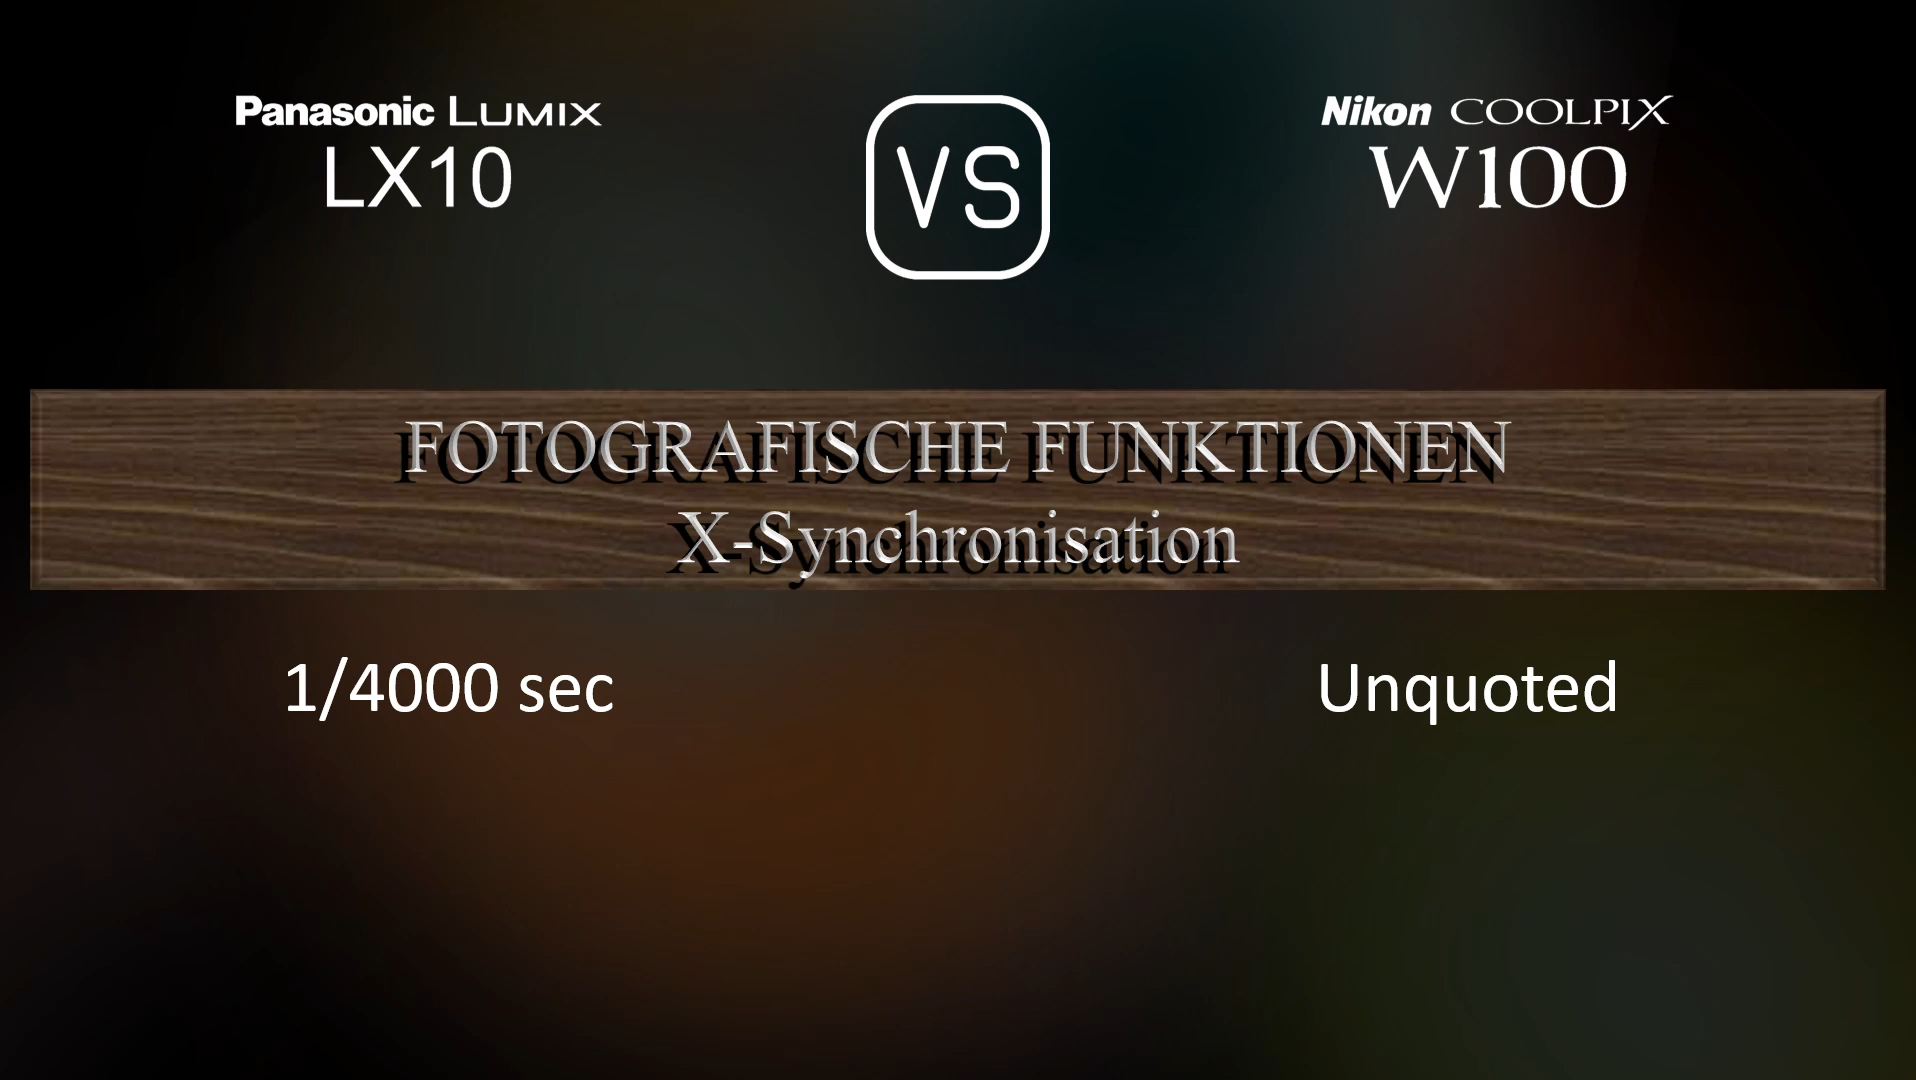 Panasonic LUMIX
LX10
VS
Nikon COOLPIX
W100
FOTOGRAFISCHE FUNKTIONEN
X-Synchronisation
1/4000 sec
Unquoted